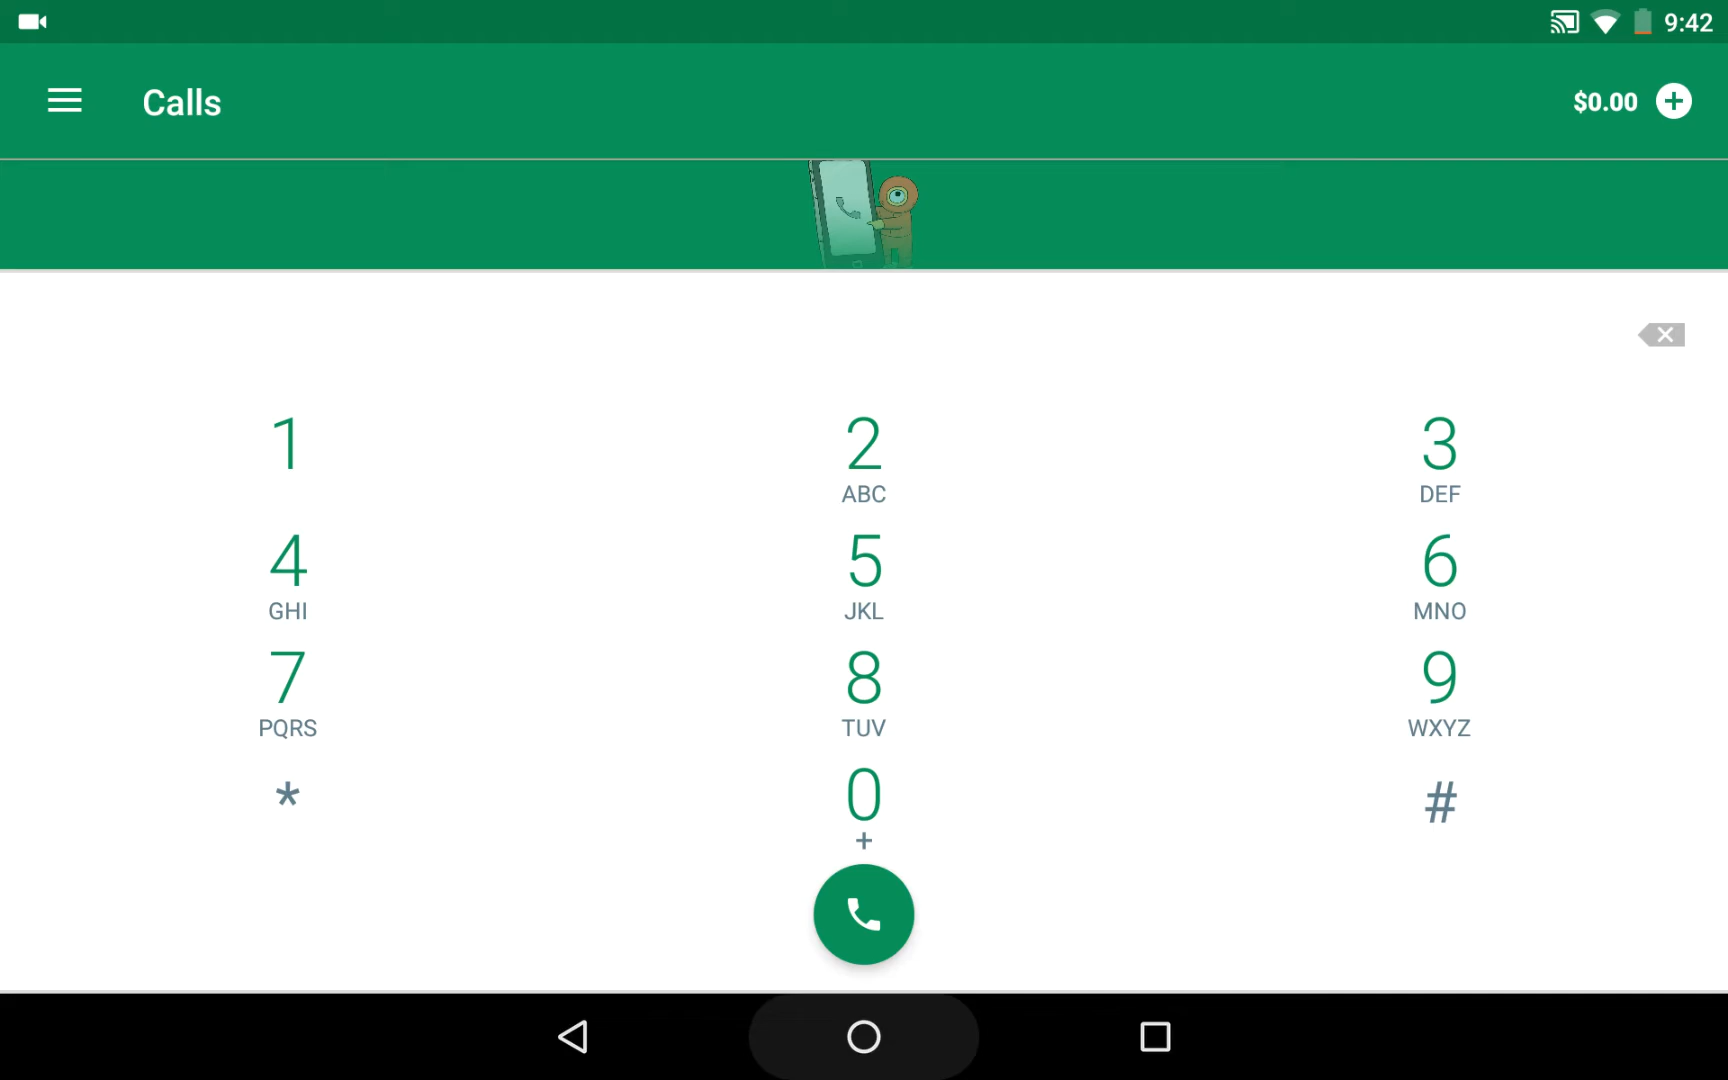 9:42
Calls
$0.00
1 2 3
ABC DEF
4 5 6
GHI JKL MNO
7 8 9
PQRS TUV WXYZ
* 0 #
+